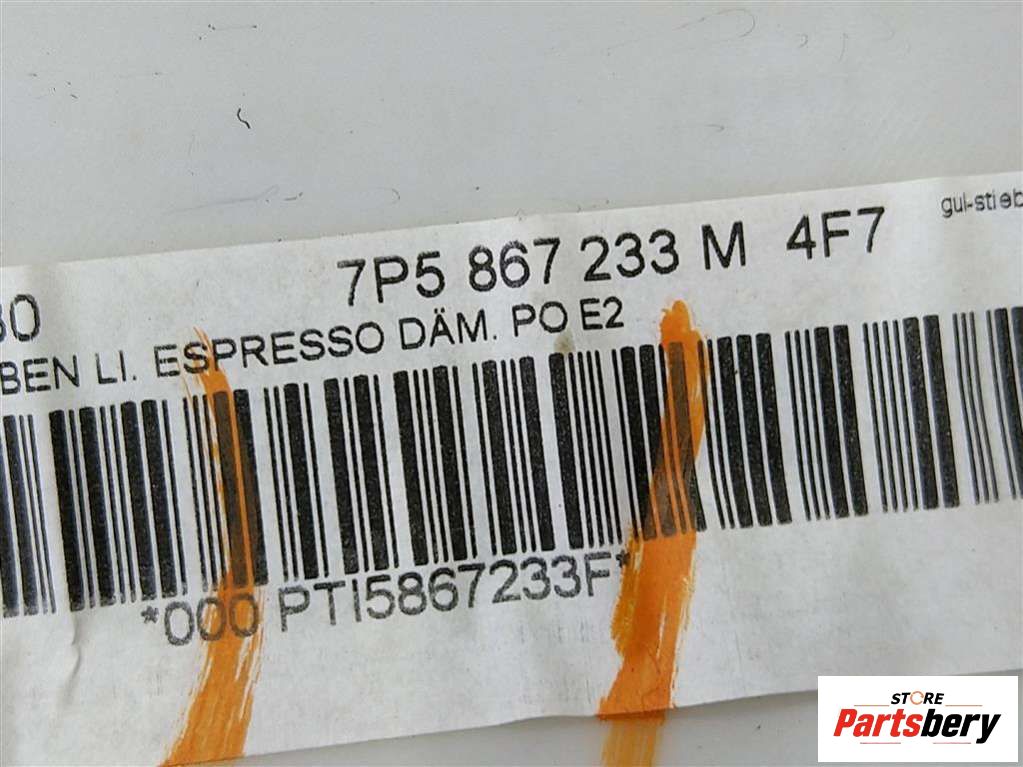 gul-stieb
7P5 867 233 M 4F7
30
BEN LI. ESPRESSO DÄM. PO E2
*000 PTI5867233F*
STORE
Partsbery